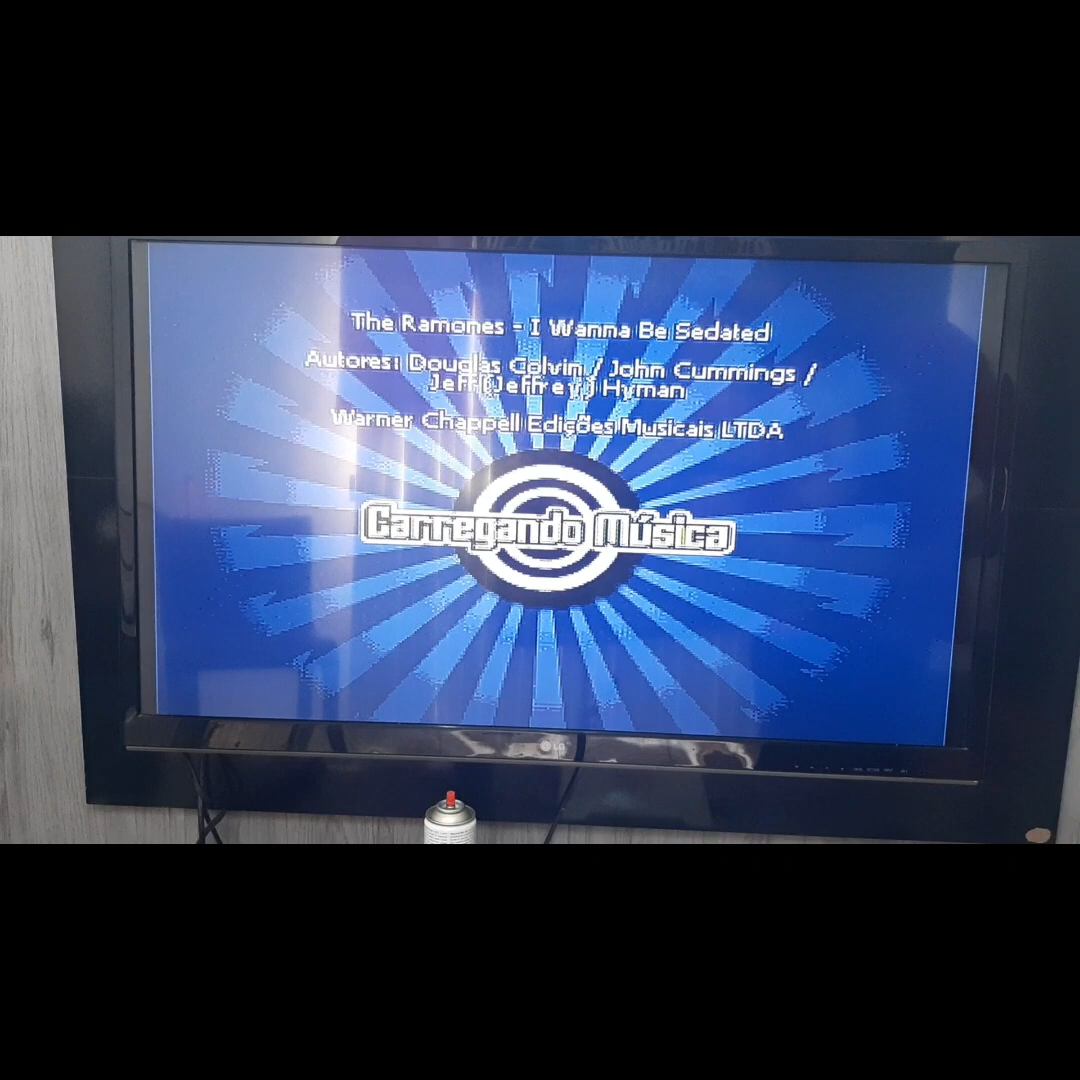 The Ramones - I Wanna Be Sedated
Autores: Douglas Colvin / John Cummings /
Jeff(Jeffrey) Hyman
Warner Chappell Edições Musicais LTDA
Carregando Música
LG